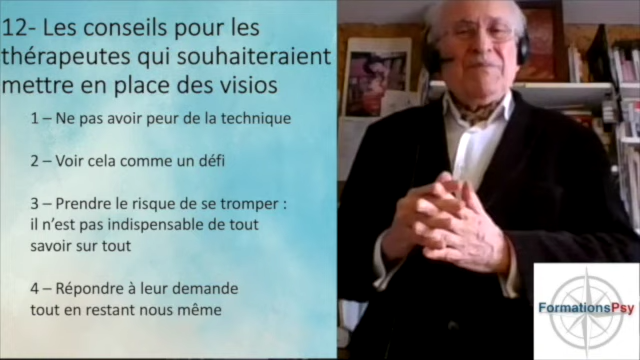 12- Les conseils pour les
thérapeutes qui souhaiteraient
mettre en place des visios
1 – Ne pas avoir peur de la technique
2 – Voir cela comme un défi
3 – Prendre le risque de se tromper :
il n'est pas indispensable de tout
savoir sur tout
4 – Répondre à leur demande
tout en restant nous même
FormationsPsy